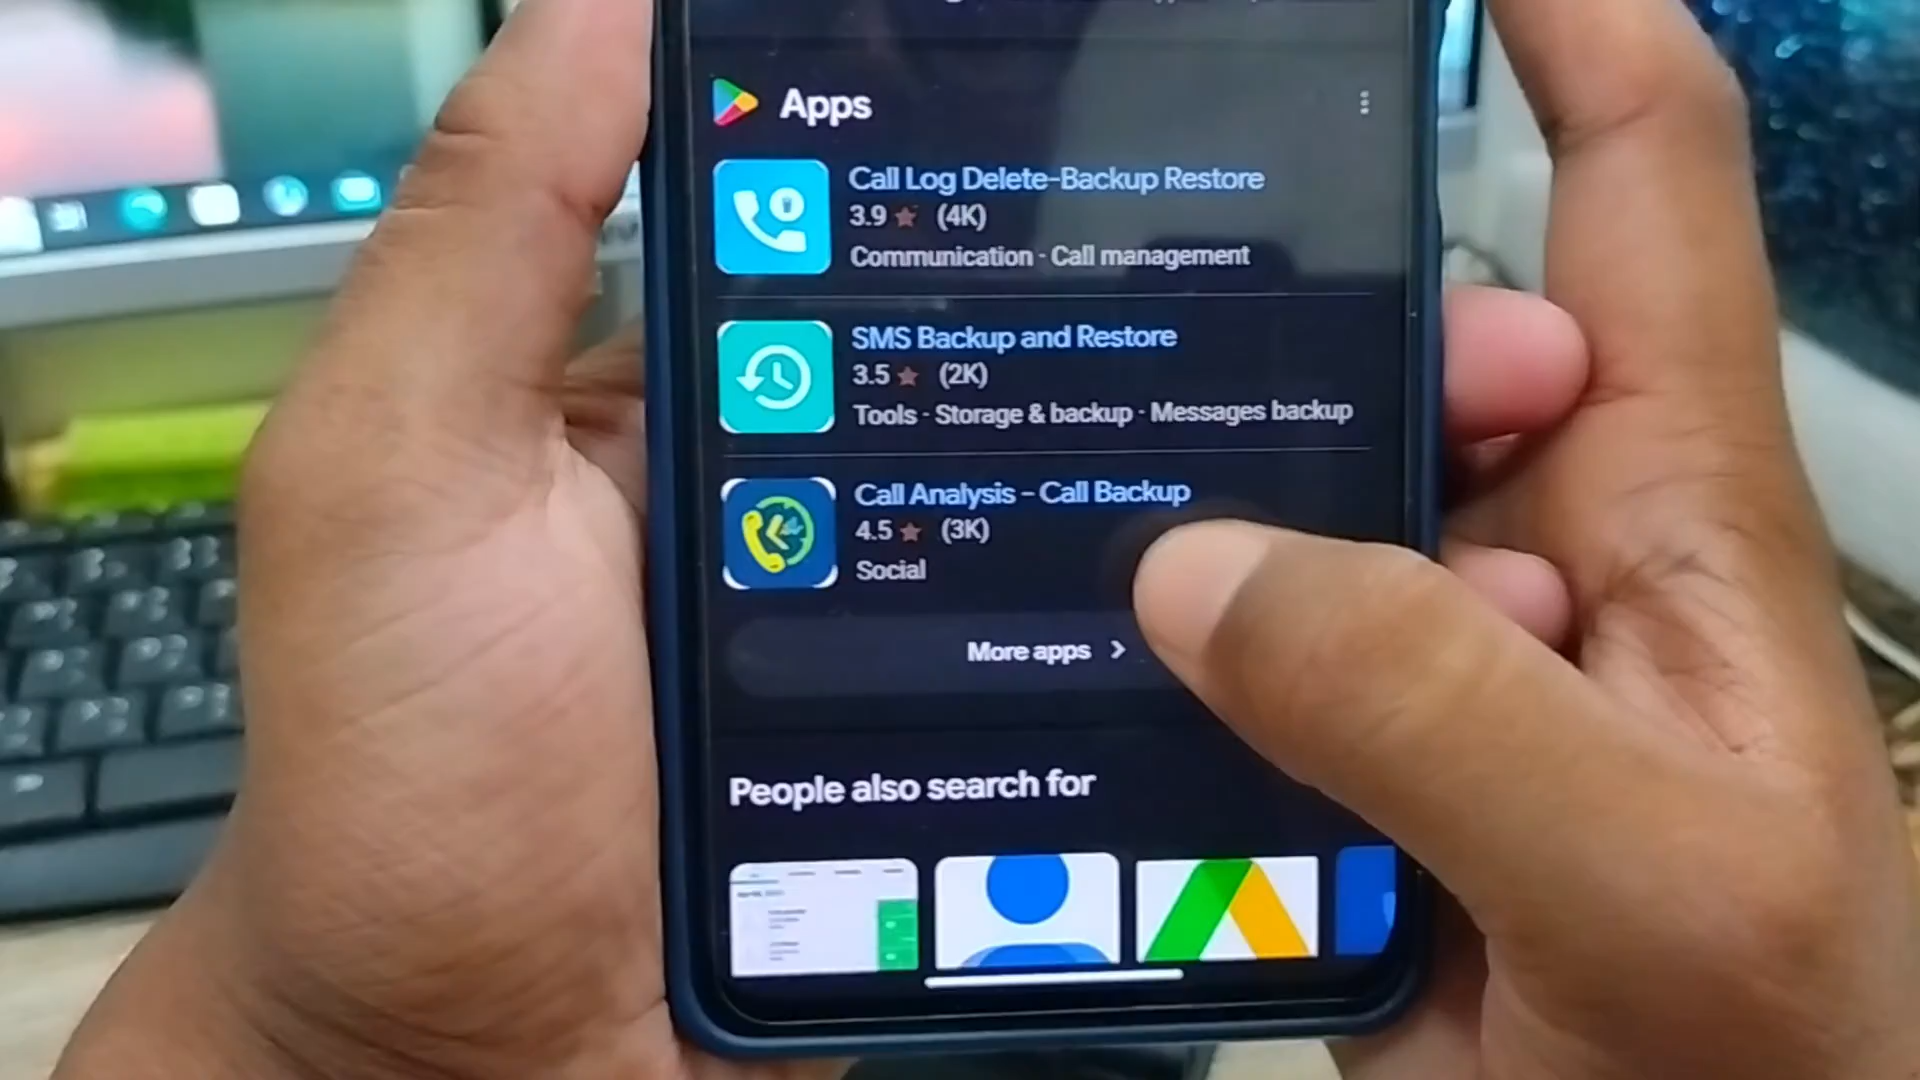 Apps
Call Log Delete-Backup Restore
3.9 ★ (4K)
Communication · Call management
SMS Backup and Restore
3.5 ★ (2K)
Tools · Storage & backup · Messages backup
Call Analysis - Call Backup
4.5 ★ (3K)
Social
More apps
People also search for